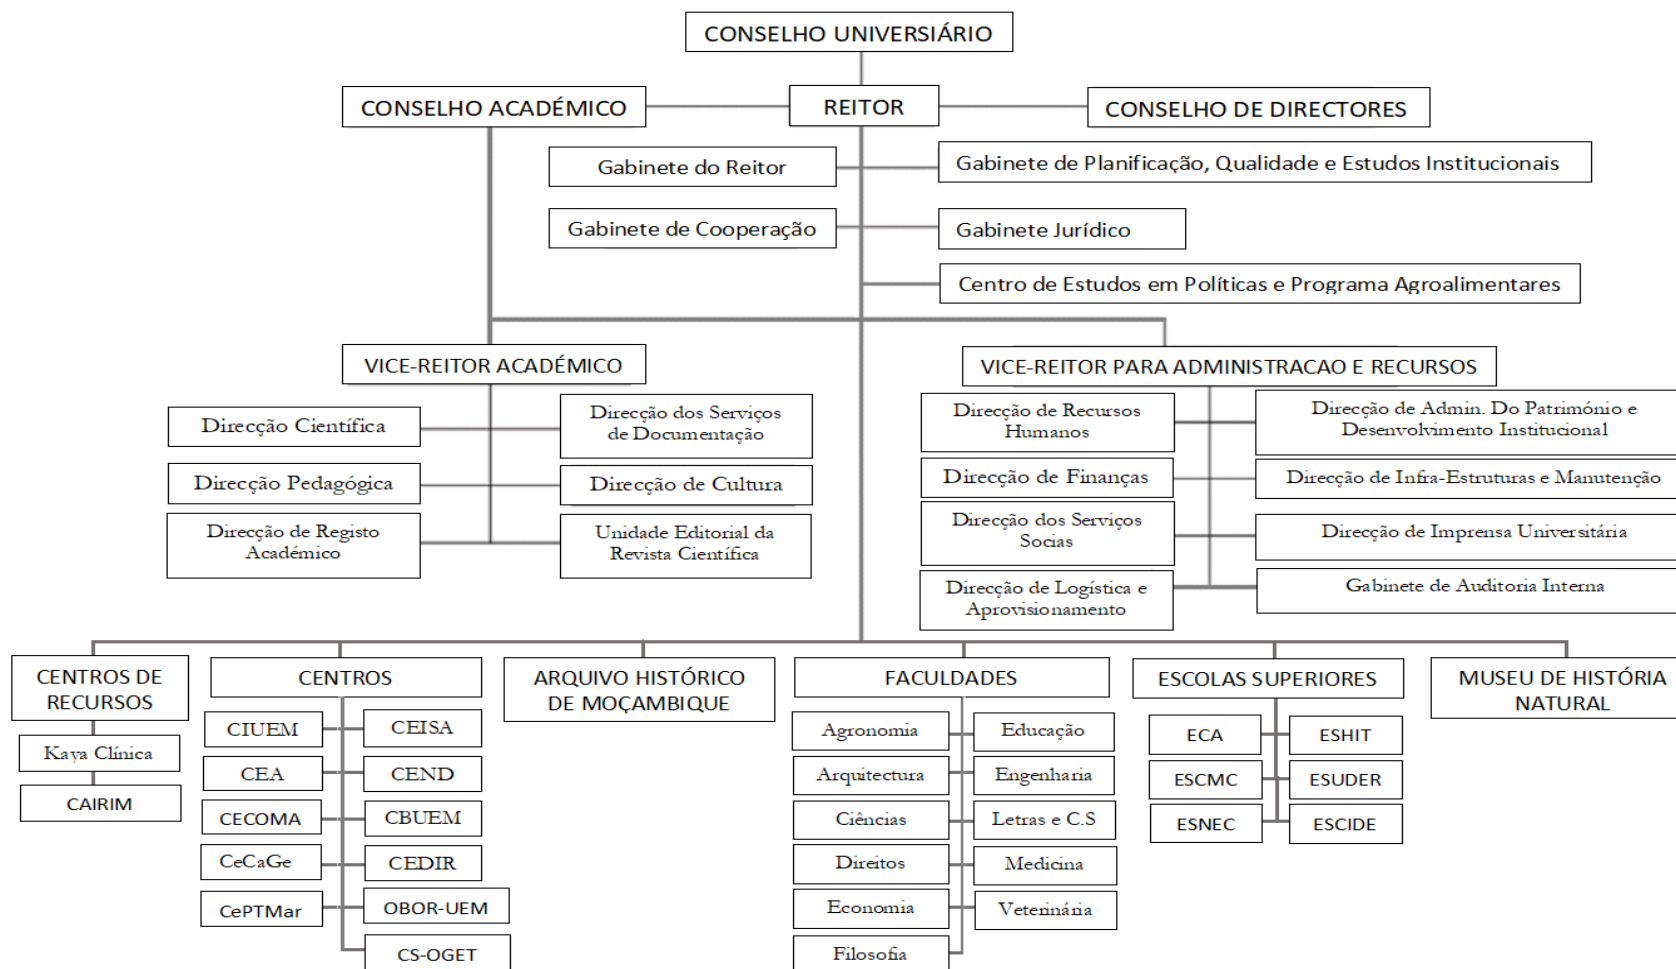 CONSELHO UNIVERSIÁRIO
CONSELHO ACADÉMICO
REITOR
CONSELHO DE DIRECTORES
Gabinete do Reitor
Gabinete de Planificação, Qualidade e Estudos Institucionais
Gabinete de Cooperação
Gabinete Jurídico
Centro de Estudos em Políticas e Programa Agroalimentares
VICE-REITOR ACADÉMICO
Direcção Científica
Direcção dos Serviços
de Documentação
Direcção Pedagógica
Direcção de Cultura
Direcção de Registo
Académico
Unidade Editorial da
Revista Científica
VICE-REITOR PARA ADMINISTRACAO E RECURSOS
Direcção de Recursos
Humanos
Direcção de Admin. Do Património e
Desenvolvimento Institucional
Direcção de Finanças
Direcção de Infra-Estruturas e Manutenção
Direcção dos Serviços
Socias
Direcção de Imprensa Universitária
Direcção de Logística e
Aprovisionamento
Gabinete de Auditoria Interna
CENTROS DE
RECURSOS
Kaya Clínica
CAIRIM
CENTROS
CIUEM
CEISA
CEA
CEND
CECOMA
CBUEM
CeCaGe
CEDIR
CePTMar
OBOR-UEM
CS-OGET
ARQUIVO HISTÓRICO
DE MOÇAMBIQUE
FACULDADES
Agronomia
Educação
Arquitectura
Engenharia
Ciências
Letras e C.S
Direitos
Medicina
Economia
Veterinária
Filosofia
ESCOLAS SUPERIORES
ECA
ESHIT
ESCMC
ESUDER
ESNEC
ESCIDE
MUSEU DE HISTÓRIA
NATURAL